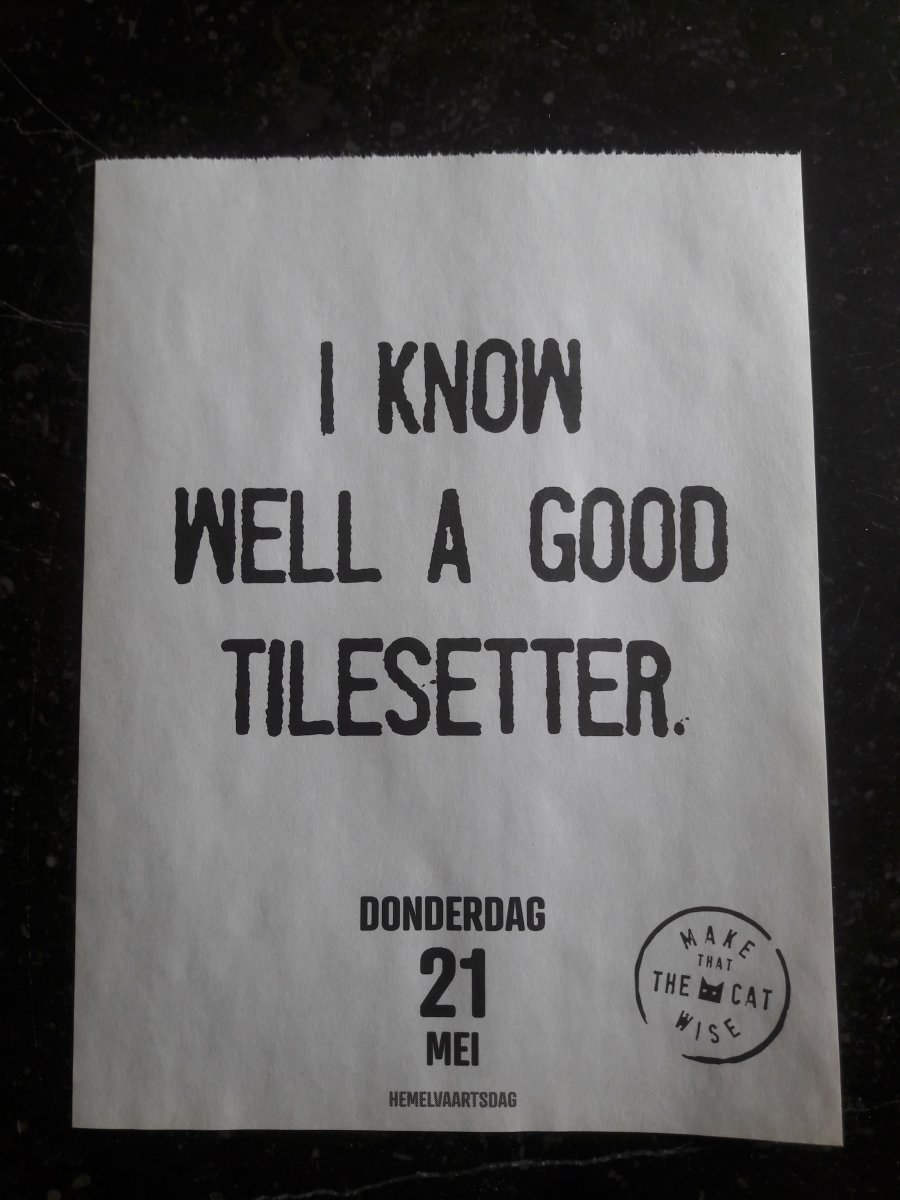 I KNOW
WELL A GOOD
TILESETTER.
DONDERDAG
21
MEI
HEMELVAARTSDAG
MAKE
THAT
THE CAT
WISE